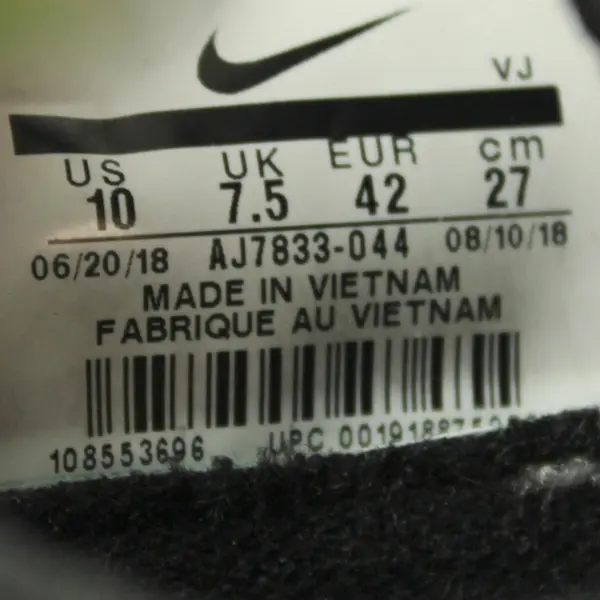 VJ
US UK EUR cm
10 7.5 42 27
06/20/18 AJ7833-044 08/10/18
MADE IN VIETNAM
FABRIQUE AU VIETNAM
108553696 UPC